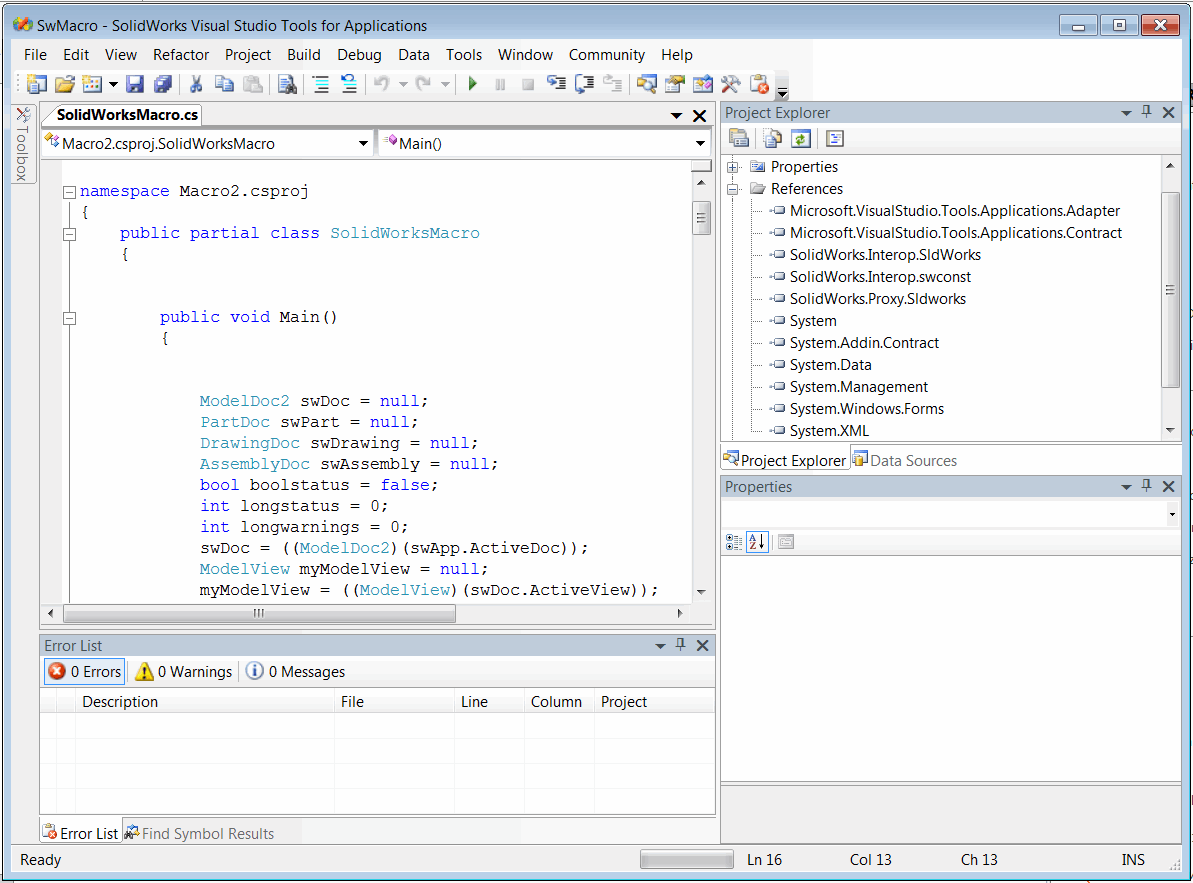 SwMacro - SolidWorks Visual Studio Tools for Applications
File Edit View Refactor Project Build Debug Data Tools Window Community Help
Toolbox
SolidWorksMacro.cs
Macro2.csproj.SolidWorksMacro
Main()
namespace Macro2.csproj
{
public partial class SolidWorksMacro
{
public void Main()
{
ModelDoc2 swDoc = null;
PartDoc swPart = null;
DrawingDoc swDrawing = null;
AssemblyDoc swAssembly = null;
bool boolstatus = false;
int longstatus = 0;
int longwarnings = 0;
swDoc = ((ModelDoc2)(swApp.ActiveDoc));
ModelView myModelView = null;
myModelView = ((ModelView)(swDoc.ActiveView));
Error List
0 Errors 0 Warnings 0 Messages
Description File Line Column Project
Error List Find Symbol Results
Project Explorer
Properties
References
Microsoft.VisualStudio.Tools.Applications.Adapter
Microsoft.VisualStudio.Tools.Applications.Contract
SolidWorks.Interop.SldWorks
SolidWorks.Interop.swconst
SolidWorks.Proxy.Sldworks
System
System.Addin.Contract
System.Data
System.Management
System.Windows.Forms
System.XML
Project Explorer Data Sources
Properties
Ready Ln 16 Col 13 Ch 13 INS